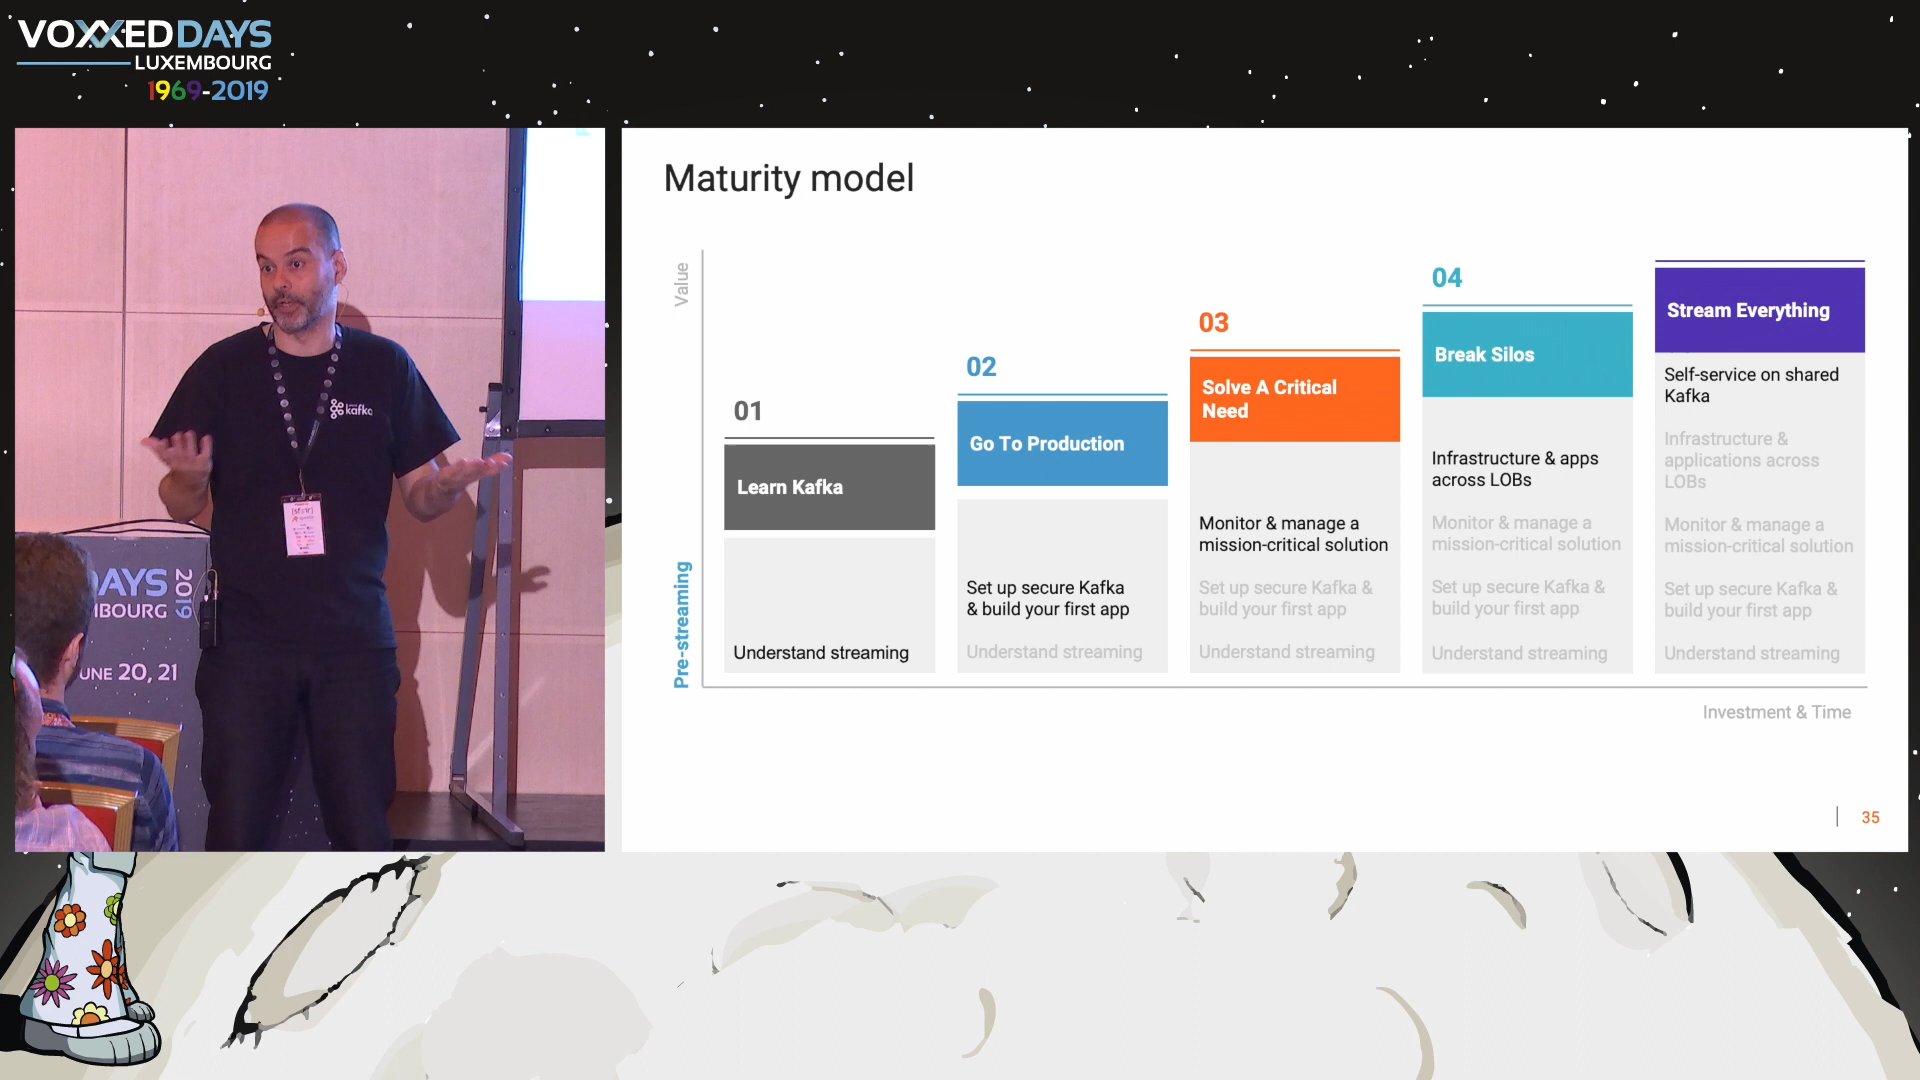 VOXXEDDAYS
LUXEMBOURG
1969-2019
kafka
AYS
2019
MBOURG
UNE 20, 21
Maturity model
Value
Pre-streaming
01
Learn Kafka
Understand streaming
02
Go To Production
Set up secure Kafka
& build your first app
Understand streaming
03
Solve A Critical
Need
Monitor & manage a
mission-critical solution
Set up secure Kafka &
build your first app
Understand streaming
04
Break Silos
Infrastructure & apps
across LOBs
Monitor & manage a
mission-critical solution
Set up secure Kafka &
build your first app
Understand streaming
Stream Everything
Self-service on shared
Kafka
Infrastructure &
applications across
LOBs
Monitor & manage a
mission-critical solution
Set up secure Kafka &
build your first app
Understand streaming
Investment & Time
35